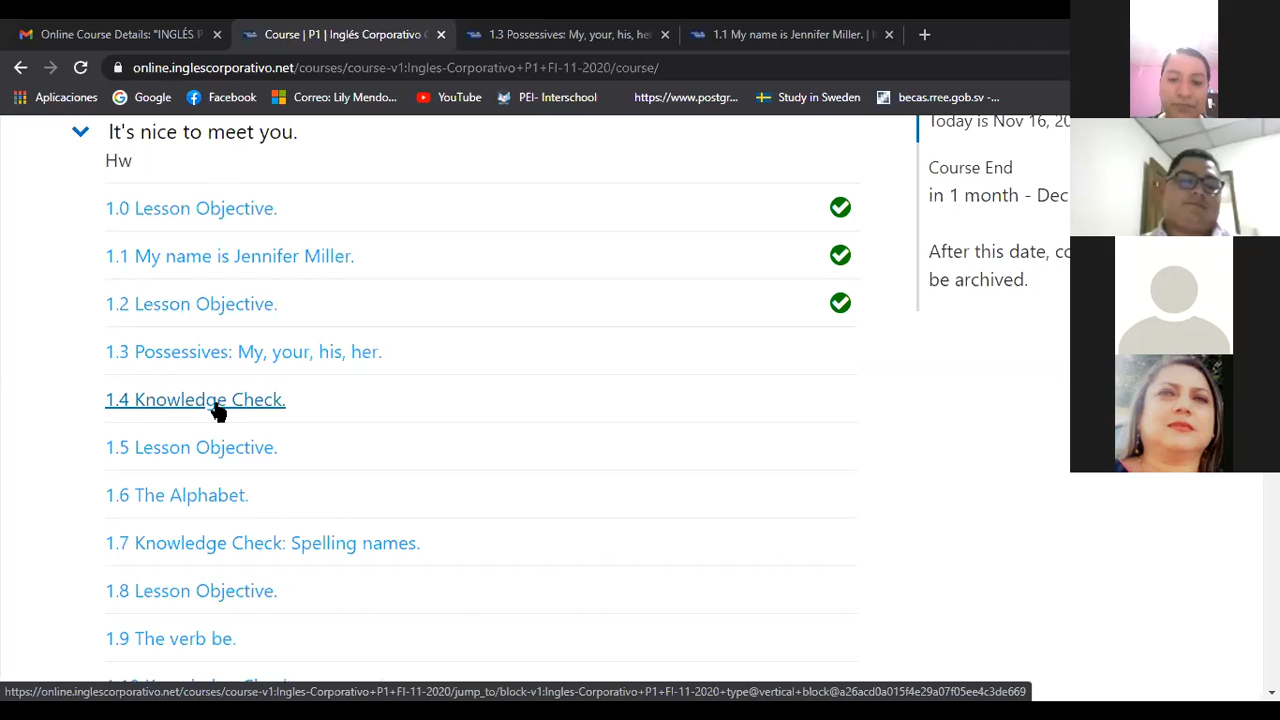 Online Course Details: "INGLÉS P
Course | P1 | Inglés Corporativo
1.3 Possessives: My, your, his, he
1.1 My name is Jennifer Miller. |
online.inglescorporativo.net/courses/course-v1:Ingles-Corporativo+P1+FI-11-2020/course/
Aplicaciones
Google
Facebook
Correo: Lily Mendo...
YouTube
PEI- Interschool
https://www.postgr...
Study in Sweden
becas.rree.gob.sv -...
It's nice to meet you.
Hw
1.0 Lesson Objective.
1.1 My name is Jennifer Miller.
1.2 Lesson Objective.
1.3 Possessives: My, your, his, her.
1.4 Knowledge Check.
1.5 Lesson Objective.
1.6 The Alphabet.
1.7 Knowledge Check: Spelling names.
1.8 Lesson Objective.
1.9 The verb be.
Today is Nov 16, 20
Course End
in 1 month - Dec
After this date, co
be archived.
https://online.inglescorporativo.net/courses/course-v1:Ingles-Corporativo+P1+FI-11-2020/jump_to/block-v1:Ingles-Corporativo+P1+FI-11-2020+type@vertical+block@a26acd0a015f4e29a07f05ee4c3de669